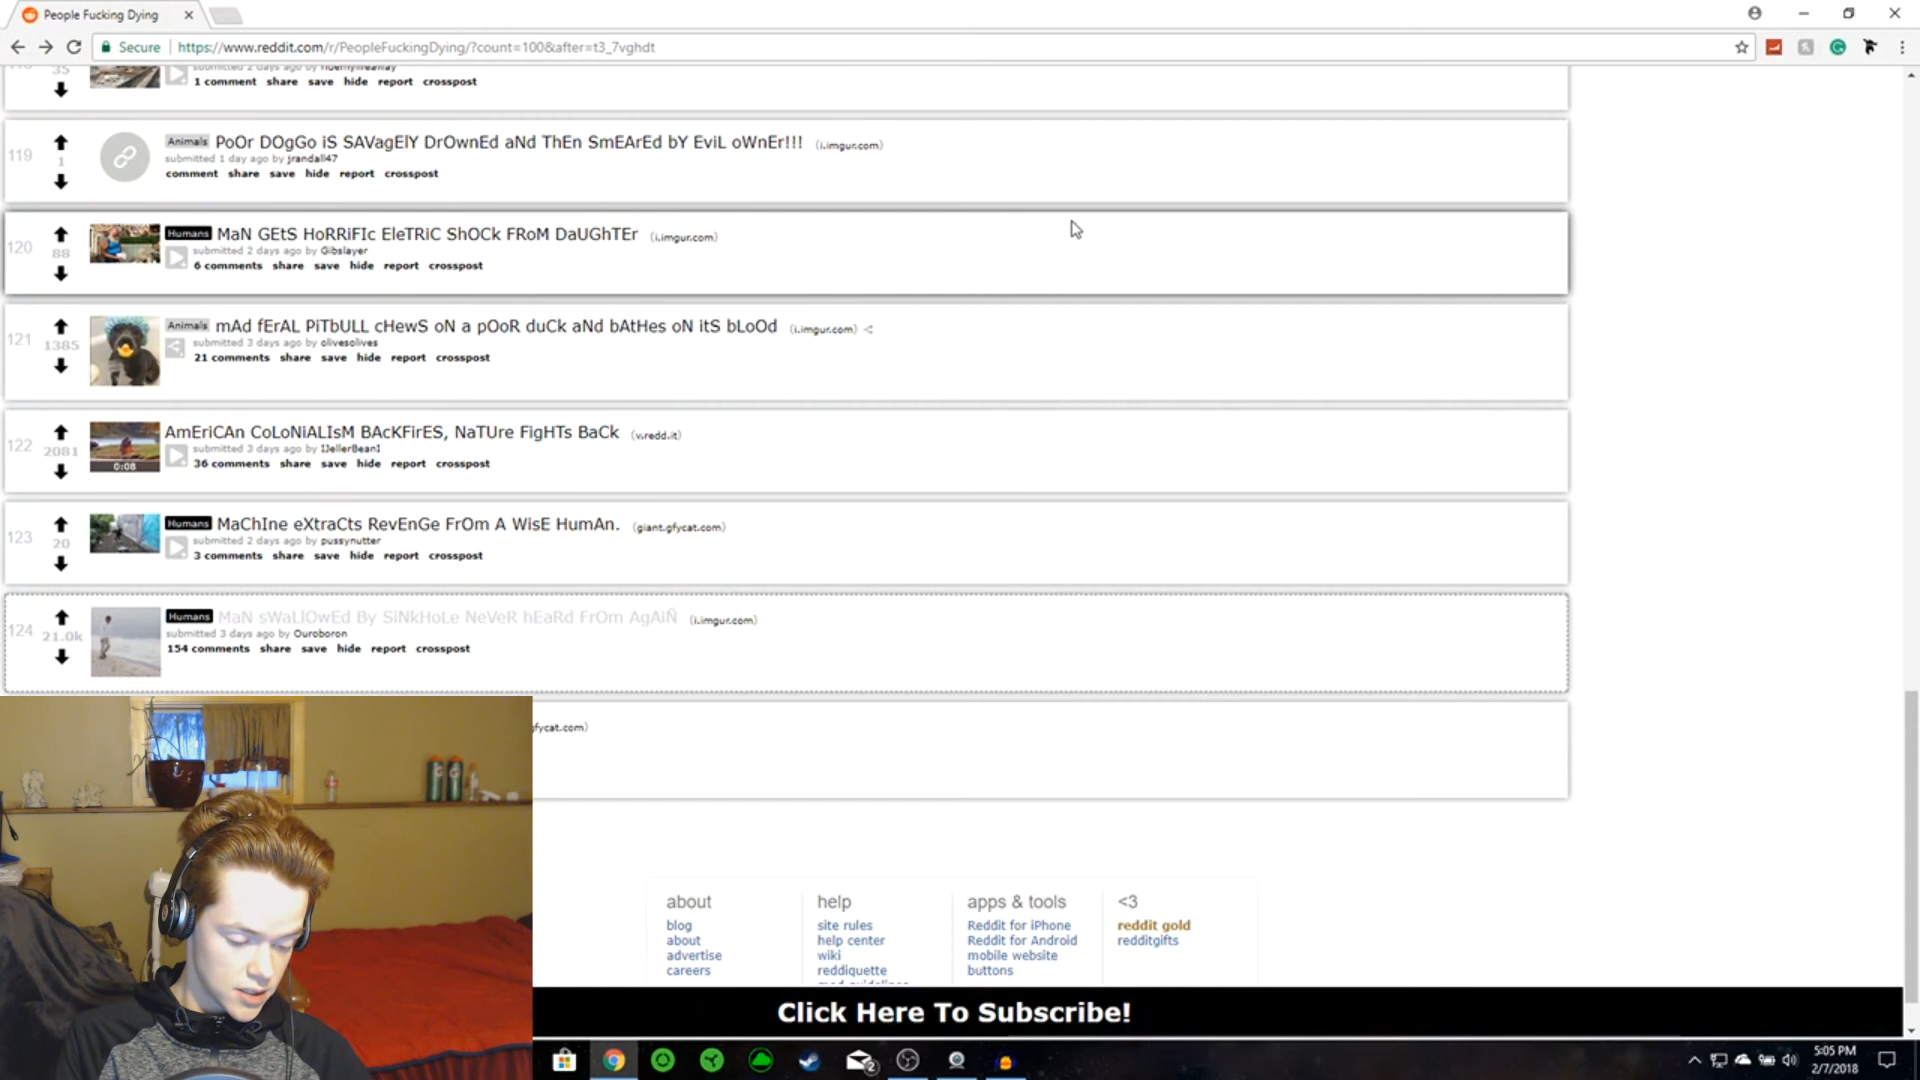 People Fucking Dying
Secure https://www.reddit.com/r/PeopleFuckingDying/?count=100&after=t3_7vghdt
35
1 comment share save hide report crosspost
119
1
Animals PoOr DOgGo iS SAVagElY DrOwnEd aNd ThEn SmEArEd bY EviL oWnEr!!! (i.imgur.com)
submitted 1 day ago by jrandall47
comment share save hide report crosspost
120
88
Humans MaN GEtS HoRRiFIc EleTRiC ShOCk FRoM DaUGhTEr (i.imgur.com)
submitted 2 days ago by Gibslayer
6 comments share save hide report crosspost
121
1385
Animals mAd fErAL PiTbULL cHewS oN a pOoR duCk aNd bAtHes oN itS bLoOd (i.imgur.com)
submitted 3 days ago by olivesolives
21 comments share save hide report crosspost
122
2081
0:08
AmEriCAn CoLoNiALIsM BAcKFirES, NaTUre FigHTs BaCk (v.redd.it)
submitted 3 days ago by
36 comments share save hide report crosspost
123
20
Humans MaChIne eXtraCts RevEnGe FrOm A WisE HumAn. (giant.gfycat.com)
submitted 2 days ago by pussynutter
3 comments share save hide report crosspost
124
21.0k
Humans MaN sWaLlOwEd By SiNkHoLe NeVeR hEaRd FrOm AgAiÑ (i.imgur.com)
submitted 3 days ago by Ouroboron
154 comments share save hide report crosspost
gfycat.com)
about
blog
about
advertise
careers
help
site rules
help center
wiki
reddiquette
mod guidelines
apps & tools
Reddit for iPhone
Reddit for Android
mobile website
buttons
<3
reddit gold
redditgifts
Click Here To Subscribe!
2
5:05 PM
2/7/2018